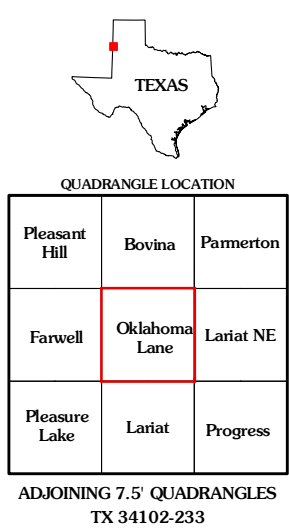 TEXAS
QUADRANGLE LOCATION
Pleasant
Hill
Bovina
Parmerton
Farwell
Oklahoma
Lane
Lariat NE
Pleasure
Lake
Lariat
Progress
ADJOINING 7.5' QUADRANGLES
TX 34102-233